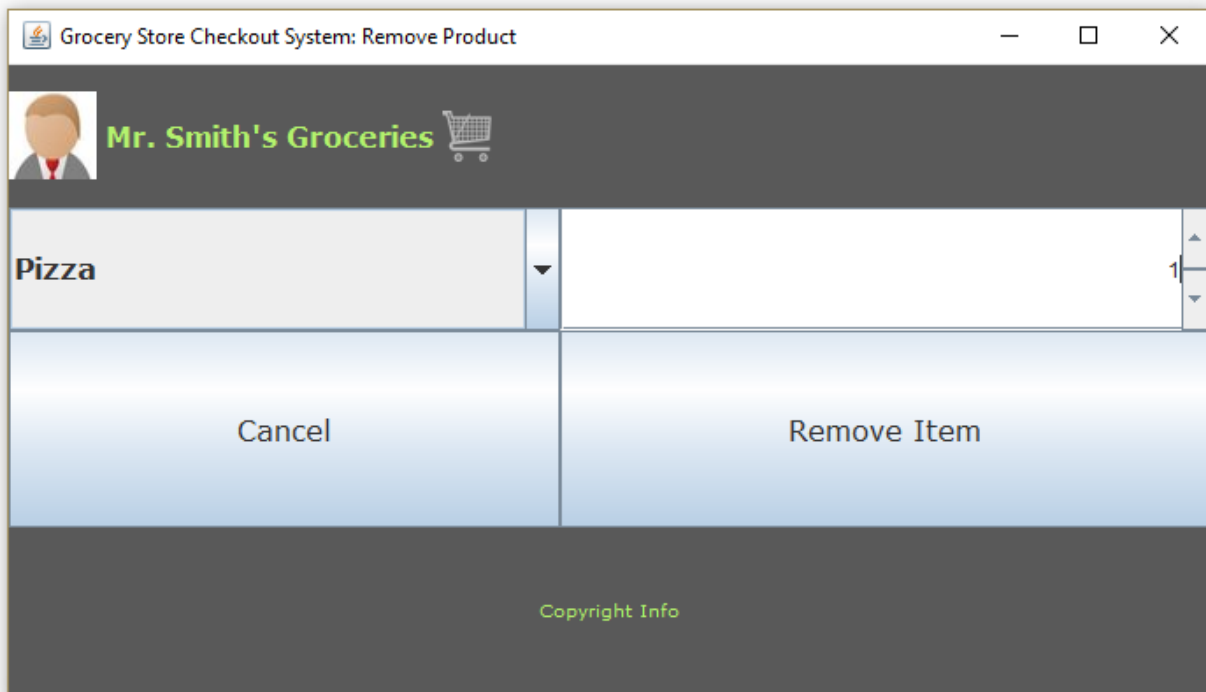 Grocery Store Checkout System: Remove Product
Mr. Smith's Groceries
Pizza
1
Cancel
Remove Item
Copyright Info